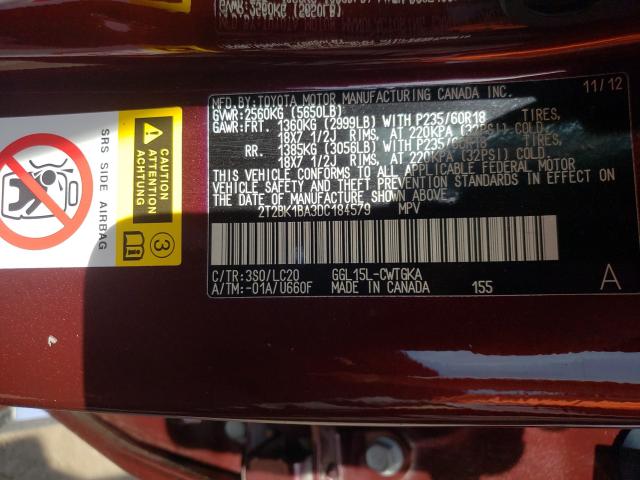 MFD. BY: TOYOTA MOTOR MANUFACTURING CANADA INC. 11/12
GVWR: 2560KG (5650LB)
GAWR: FRT. 1360KG (2999LB) WITH P235/60R18 TIRES,
18X7 1/2J RIMS, AT 220KPA (32PSI) COLD.
RR. 1385KG (3056LB) WITH P235/60R18 TIRES,
18X7 1/2J RIMS, AT 220KPA (32PSI) COLD.
THIS VEHICLE CONFORMS TO ALL APPLICABLE FEDERAL MOTOR
VEHICLE SAFETY AND THEFT PREVENTION STANDARDS IN EFFECT
ON THE DATE OF MANUFACTURE SHOWN ABOVE.
2T2BK1BA3DC184579 MPV
C/TR: 3S0/LC20 GGL15L-CWTGKA
A/TM: -01A/U660F MADE IN CANADA 155 A
SRS SIDE AIRBAG
CAUTION
ATTENTION
ACHTUNG
3